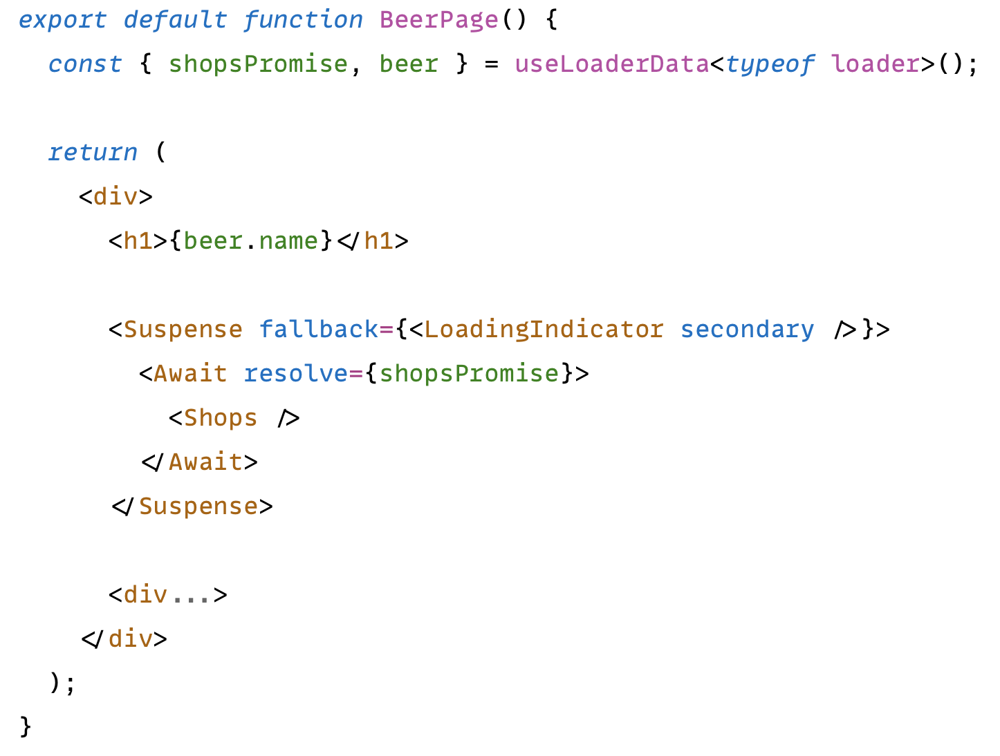 export default function BeerPage() {
  const { shopsPromise, beer } = useLoaderData<typeof loader>();

  return (
    <div>
      <h1>{beer.name}</h1>

      <Suspense fallback={<LoadingIndicator secondary />}>
        <Await resolve={shopsPromise}>
          <Shops />
        </Await>
      </Suspense>

      <div...>
    </div>
  );
}